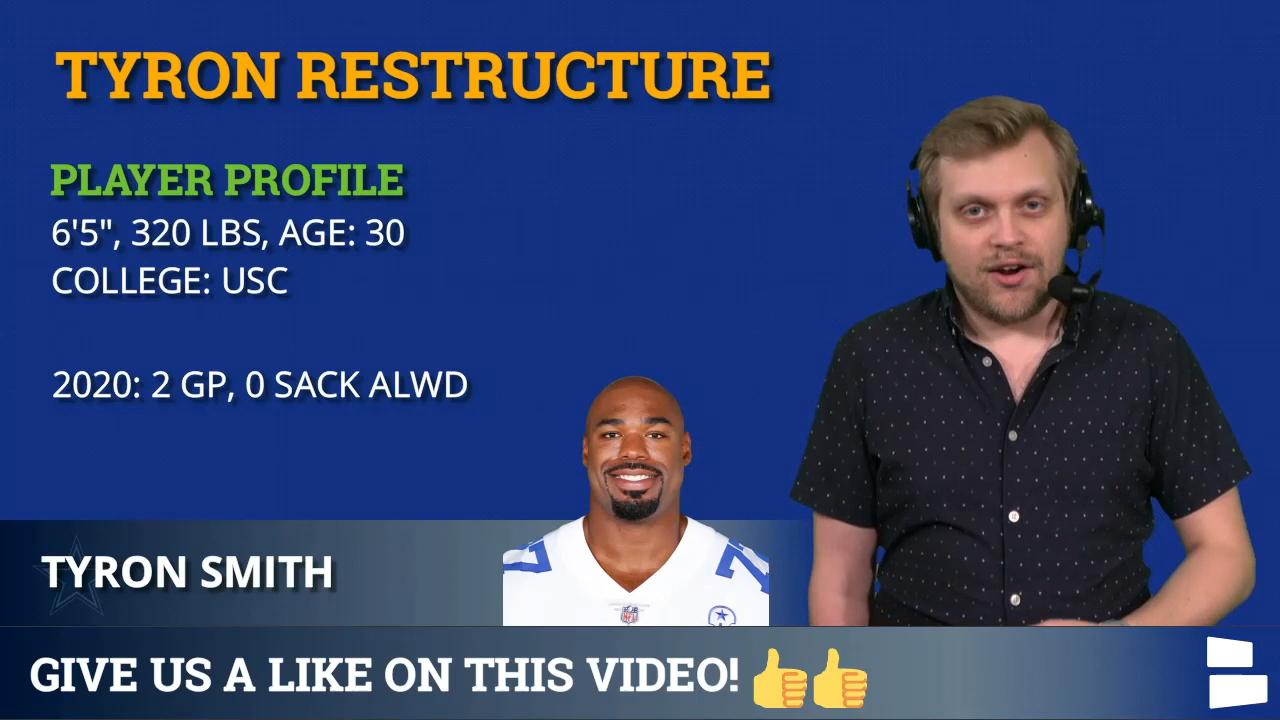 TYRON RESTRUCTURE
PLAYER PROFILE
6'5", 320 LBS, AGE: 30
COLLEGE: USC
2020: 2 GP, 0 SACK ALWD
TYRON SMITH
GIVE US A LIKE ON THIS VIDEO!